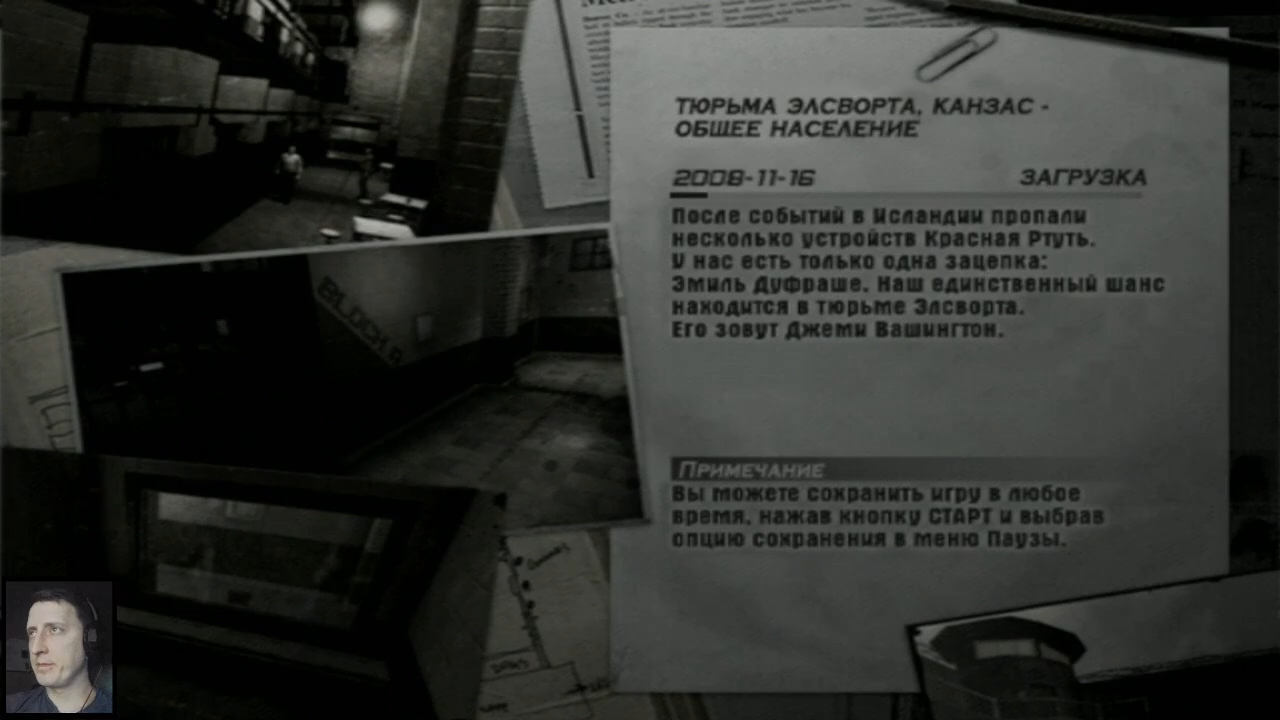 ТЮРЬМА ЭЛСВОРТА, КАНЗАС -
ОБЩЕЕ НАСЕЛЕНИЕ
2008-11-16 ЗАГРУЗКА
После событий в Исландии пропали
несколько устройств Красная Ртуть.
У нас есть только одна зацепка:
Эмиль Дуфраше. Наш единственный шанс
находится в тюрьме Элсворта.
Его зовут Джеми Вашингтон.
ПРИМЕЧАНИЕ
Вы можете сохранить игру в любое
время, нажав кнопку СТАРТ и выбрав
опцию сохранения в меню Паузы.
BLOCK B